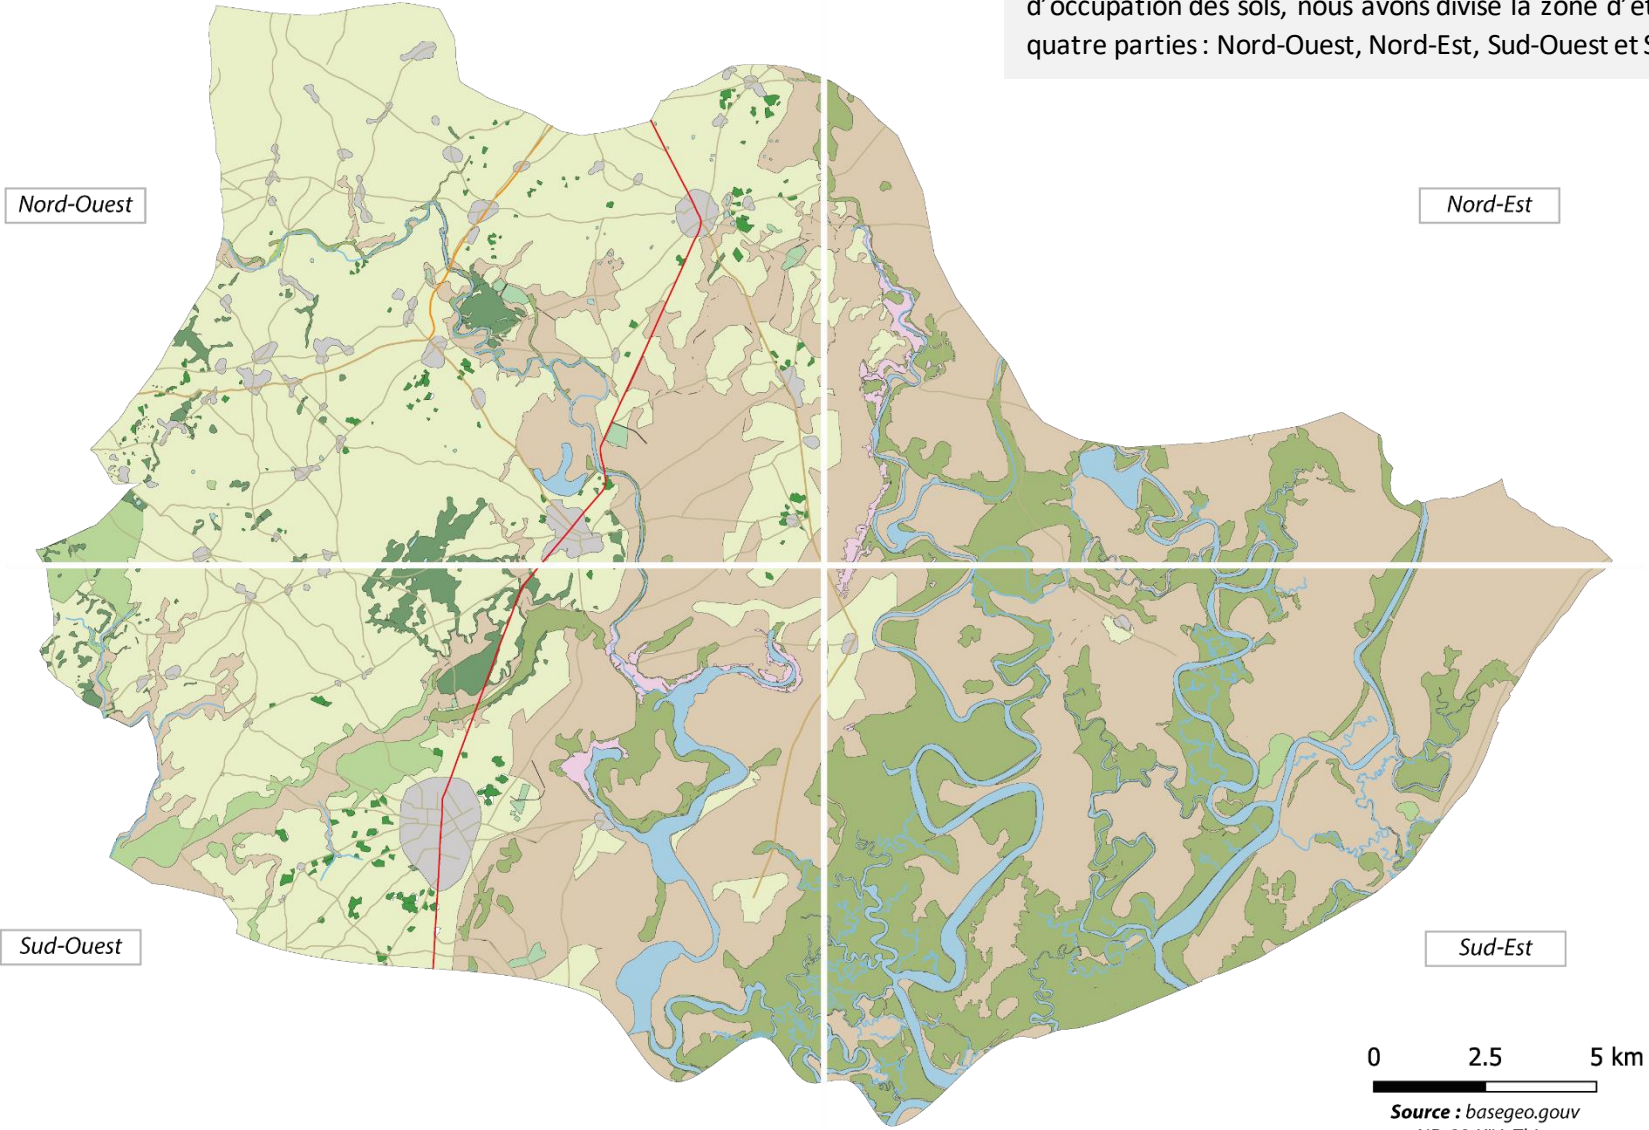 d'occupation des sols, nous avons divisé la zone
quatre parties : Nord-Ouest, Nord-Est, Sud-Ouest et
Nord-Ouest
Nord-Est
Sud-Ouest
Sud-Est
0 2.5 5 km
Source : basegeo.gouv